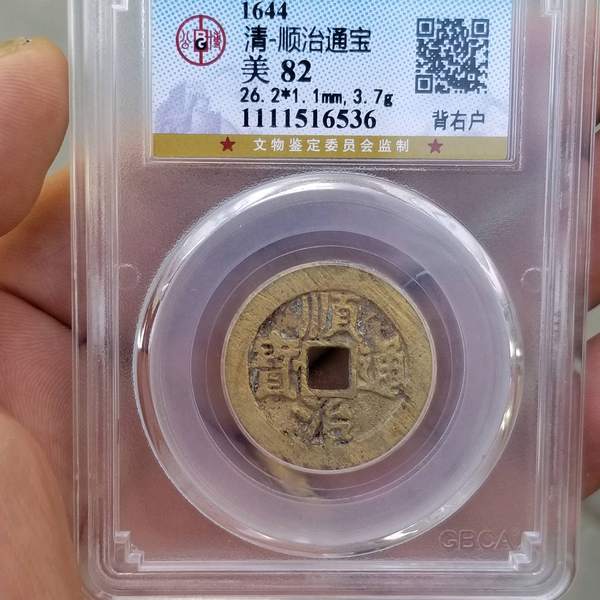 1644
清-顺治通宝
美 82
26.2*1.1mm,3.7g
1111516536
背右户
★ 文物鉴定委员会监制 ★
順
寳 通
治
GBCA